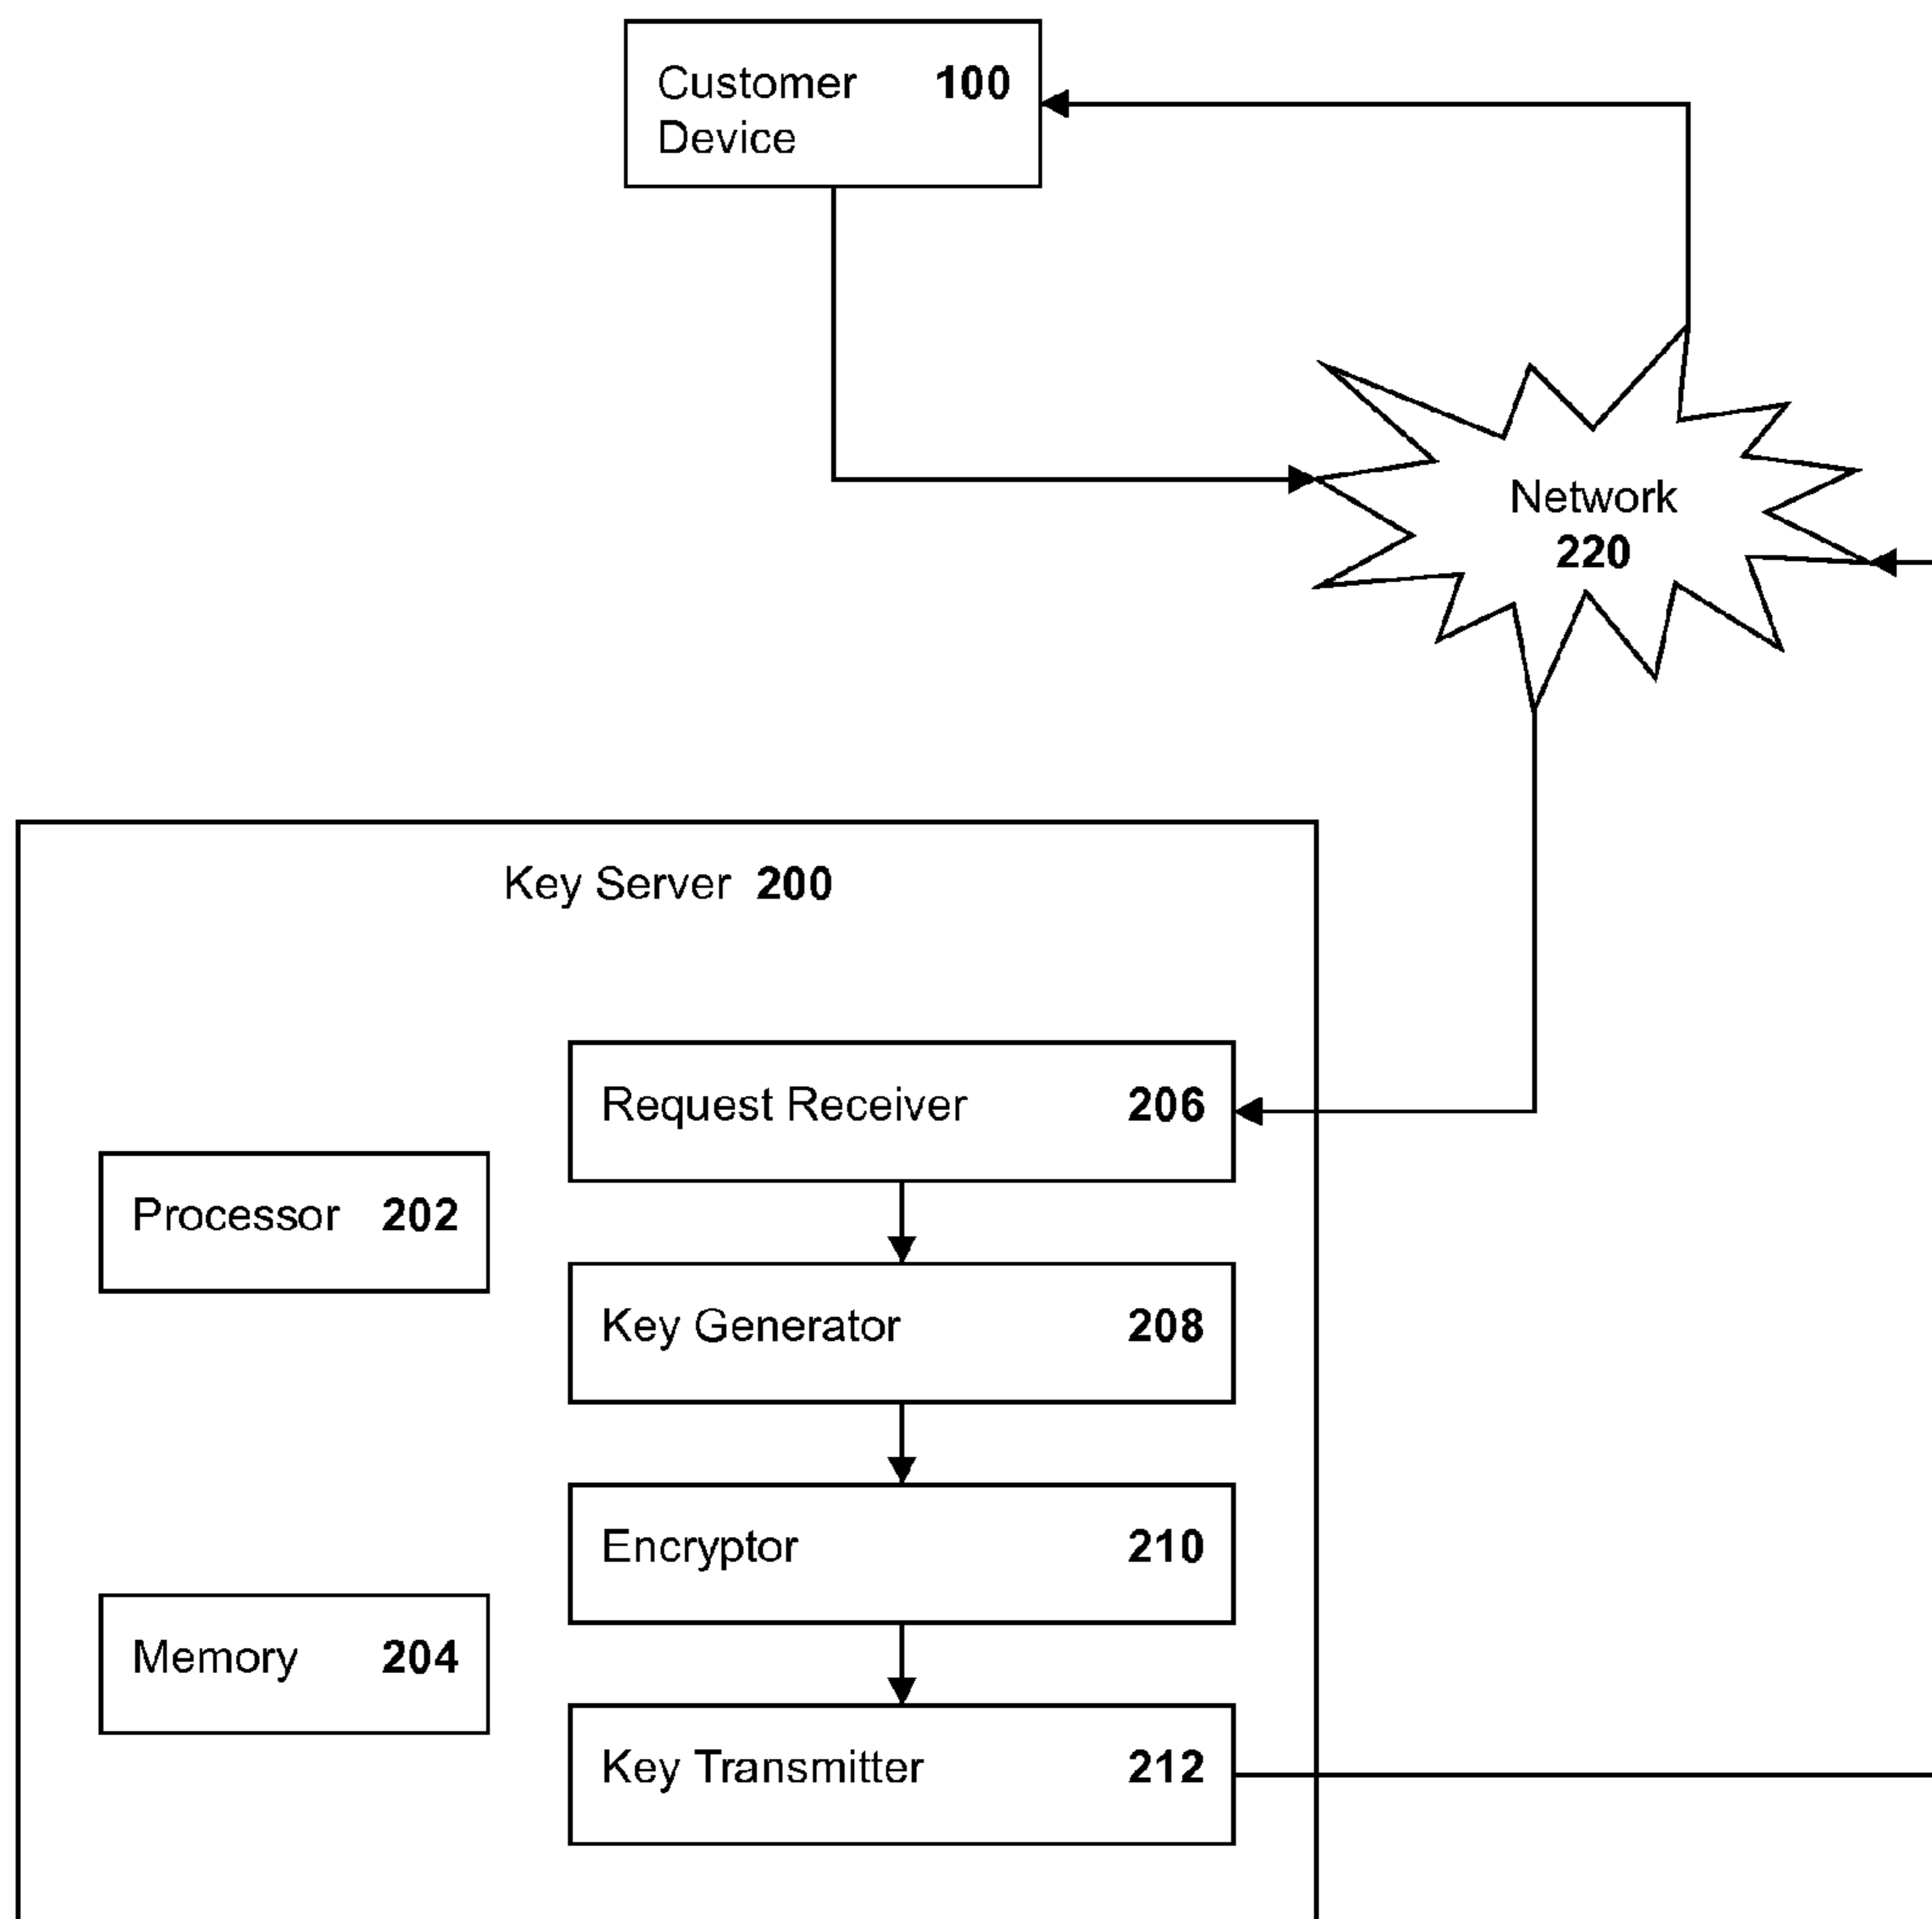 Customer 100
Device
Network
220
Key Server 200
Request Receiver 206
Processor 202
Key Generator 208
Encryptor 210
Memory 204
Key Transmitter 212